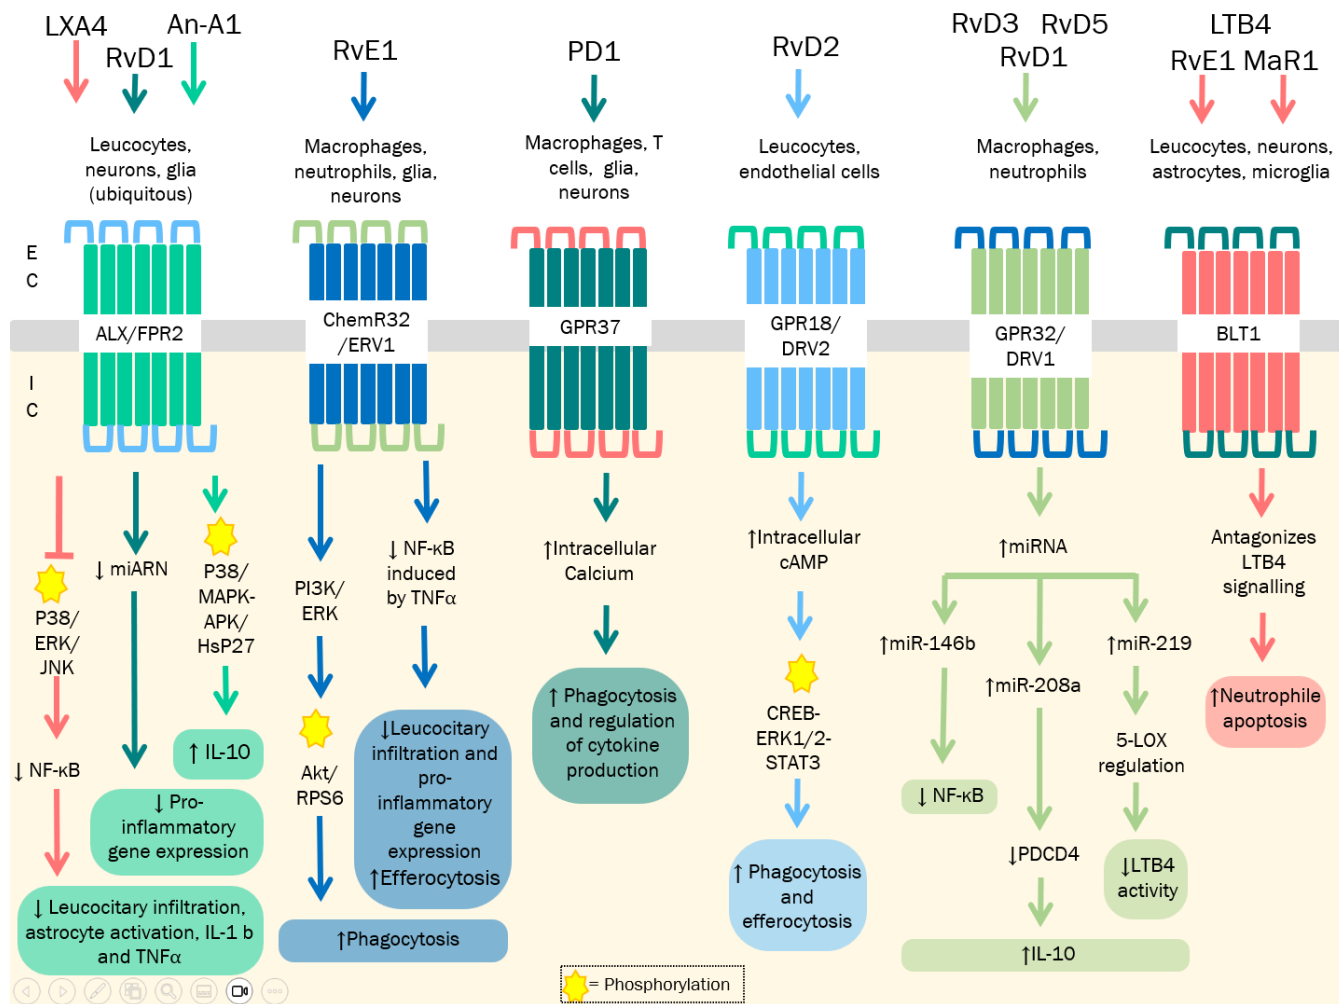 LXA4
An-A1
RvD1
Leucocytes,
neurons, glia
(ubiquitous)
RvE1
Macrophages,
neutrophils, glia,
neurons
PD1
Macrophages, T
cells, glia,
neurons
RvD2
Leucocytes,
endothelial cells
RvD3
RvD5
RvD1
Macrophages,
neutrophils
LTB4
RvE1 MaR1
Leucocytes, neurons,
astrocytes, microglia
E
C
I
C
ALX/FPR2
ChemR32
/ERV1
GPR37
GPR18/
DRV2
GPR32/
DRV1
BLT1
P38/
ERK/
JNK
↓ NF-κB
↓ Leucocitary infiltration,
astrocyte activation, IL-1 b
and TNFα
↓ miARN
↓ Pro-
inflammatory
gene expression
P38/
MAPK-
APK/
HsP27
↑ IL-10
PI3K/
ERK
Akt/
RPS6
↑Phagocytosis
↓ NF-κB
induced
by TNFα
↓Leucocitary
infiltration and
pro-
inflammatory
gene
expression
↑Efferocytosis
↑Intracellular
Calcium
↑ Phagocytosis
and regulation
of cytokine
production
↑Intracellular
cAMP
CREB-
ERK1/2-
STAT3
↑ Phagocytosis
and
efferocytosis
↑miRNA
↑miR-146b
↓ NF-κB
↑miR-208a
↓PDCD4
↑IL-10
↑miR-219
5-LOX
regulation
↓LTB4
activity
Antagonizes
LTB4
signalling
↑Neutrophile
apoptosis
= Phosphorylation